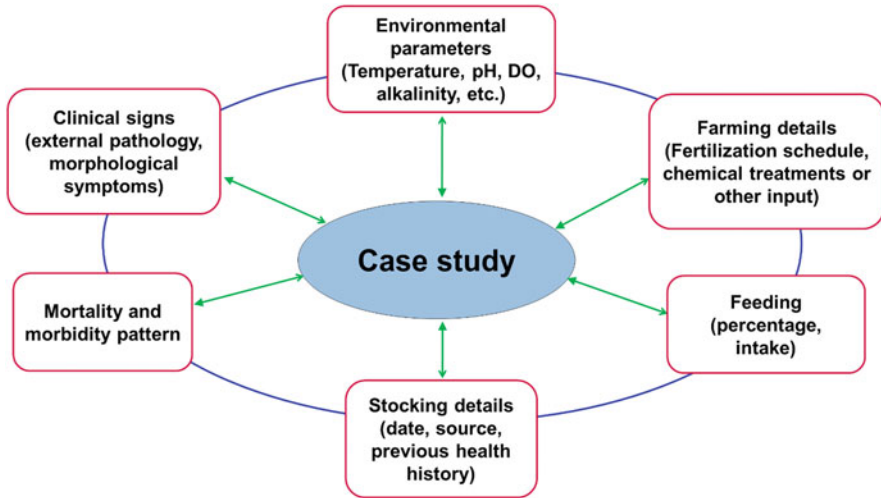 Environmental
parameters
(Temperature, pH, DO,
alkalinity, etc.)
Clinical signs
(external pathology,
morphological
symptoms)
Farming details
(Fertilization schedule,
chemical treatments or
other input)
Case study
Mortality and
morbidity pattern
Feeding
(percentage,
intake)
Stocking details
(date, source,
previous health
history)